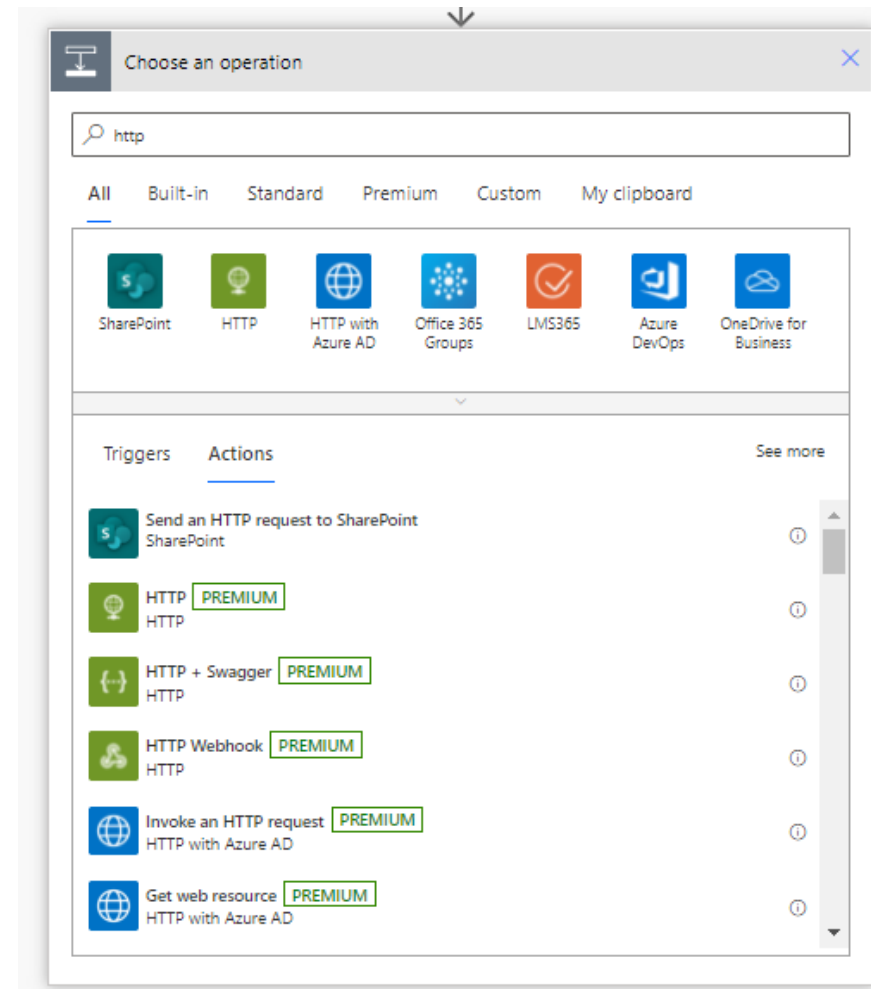 Choose an operation
http
All Built-in Standard Premium Custom My clipboard
SharePoint HTTP HTTP with Office 365 LMS365 Azure OneDrive for
Azure AD Groups DevOps Business
Triggers Actions See more
Send an HTTP request to SharePoint
SharePoint
HTTP PREMIUM
HTTP
HTTP + Swagger PREMIUM
HTTP
HTTP Webhook PREMIUM
HTTP
Invoke an HTTP request PREMIUM
HTTP with Azure AD
Get web resource PREMIUM
HTTP with Azure AD